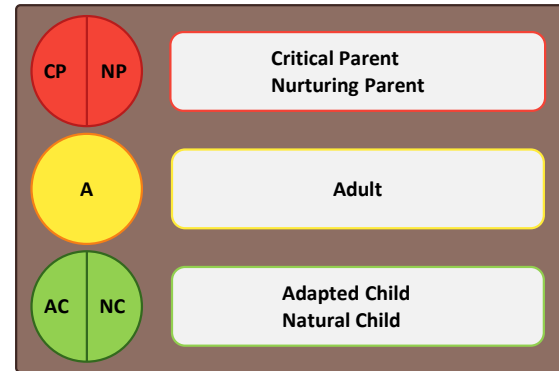 CP NP
Critical Parent
Nurturing Parent
A
Adult
AC NC
Adapted Child
Natural Child